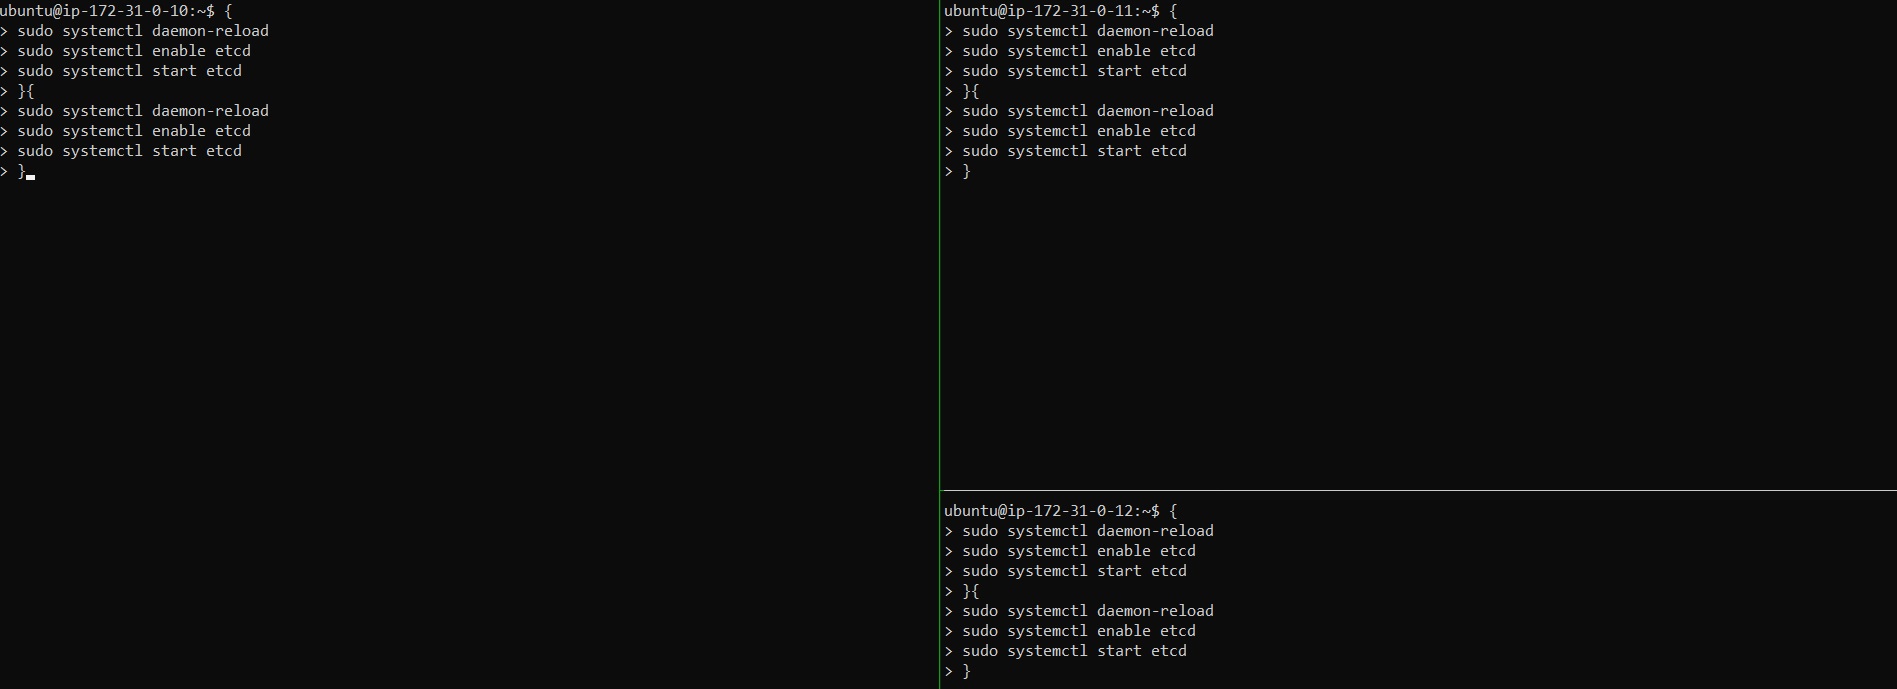 ubuntu@ip-172-31-0-10:~$ {
> sudo systemctl daemon-reload
> sudo systemctl enable etcd
> sudo systemctl start etcd
> }{
> sudo systemctl daemon-reload
> sudo systemctl enable etcd
> sudo systemctl start etcd
> }
ubuntu@ip-172-31-0-11:~$ {
> sudo systemctl daemon-reload
> sudo systemctl enable etcd
> sudo systemctl start etcd
> }{
> sudo systemctl daemon-reload
> sudo systemctl enable etcd
> sudo systemctl start etcd
> }
ubuntu@ip-172-31-0-12:~$ {
> sudo systemctl daemon-reload
> sudo systemctl enable etcd
> sudo systemctl start etcd
> }{
> sudo systemctl daemon-reload
> sudo systemctl enable etcd
> sudo systemctl start etcd
> }